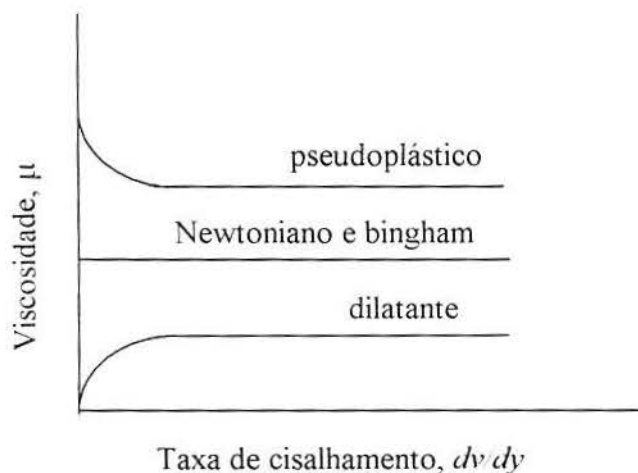 Viscosidade, μ
pseudoplástico
Newtoniano e bingham
dilatante
Taxa de cisalhamento, dv/dy